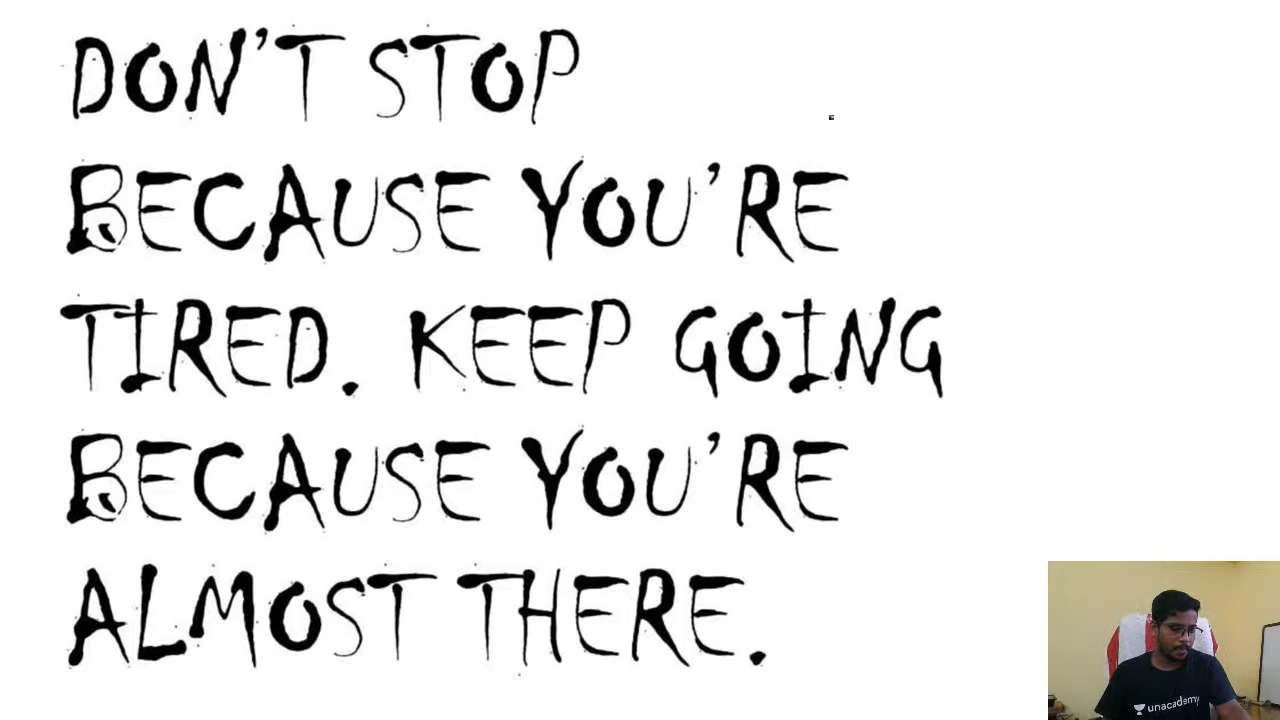 DON'T STOP
BECAUSE YOU'RE
TIRED. KEEP GOING
BECAUSE YOU'RE
ALMOST THERE.
unacademy